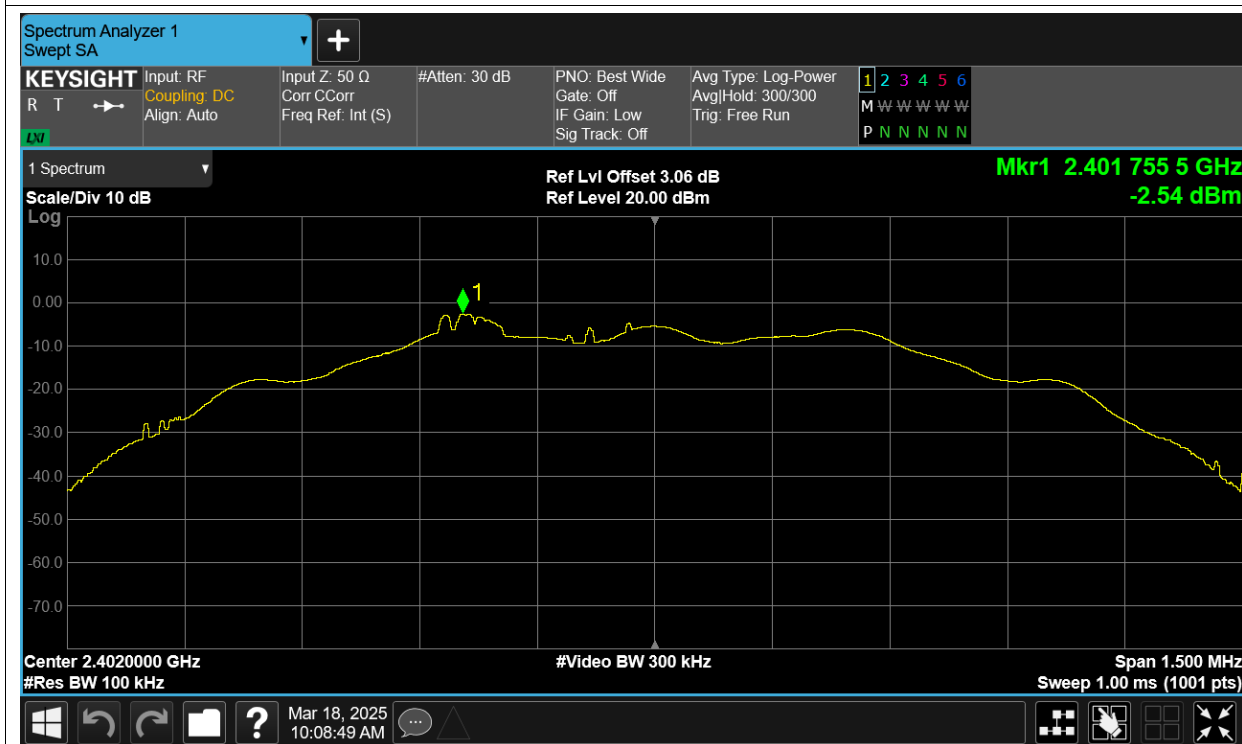 Spectrum Analyzer 1
Swept SA
+
KEYSIGHT
R T
LXI
Input: RF
Coupling: DC
Align: Auto
Input Z: 50 Ω
Corr CCorr
Freq Ref: Int (S)
#Atten: 30 dB
PNO: Best Wide
Gate: Off
IF Gain: Low
Sig Track: Off
Avg Type: Log-Power
Avg|Hold: 300/300
Trig: Free Run
1 2 3 4 5 6
M W W W W W
P N N N N N
1 Spectrum
Scale/Div 10 dB
Ref Lvl Offset 3.06 dB
Ref Level 20.00 dBm
Mkr1 2.401 755 5 GHz
-2.54 dBm
Log
10.0
0.00
-10.0
-20.0
-30.0
-40.0
-50.0
-60.0
-70.0
1
Center 2.4020000 GHz
#Res BW 100 kHz
#Video BW 300 kHz
Span 1.500 MHz
Sweep 1.00 ms (1001 pts)
?
Mar 18, 2025
10:08:49 AM